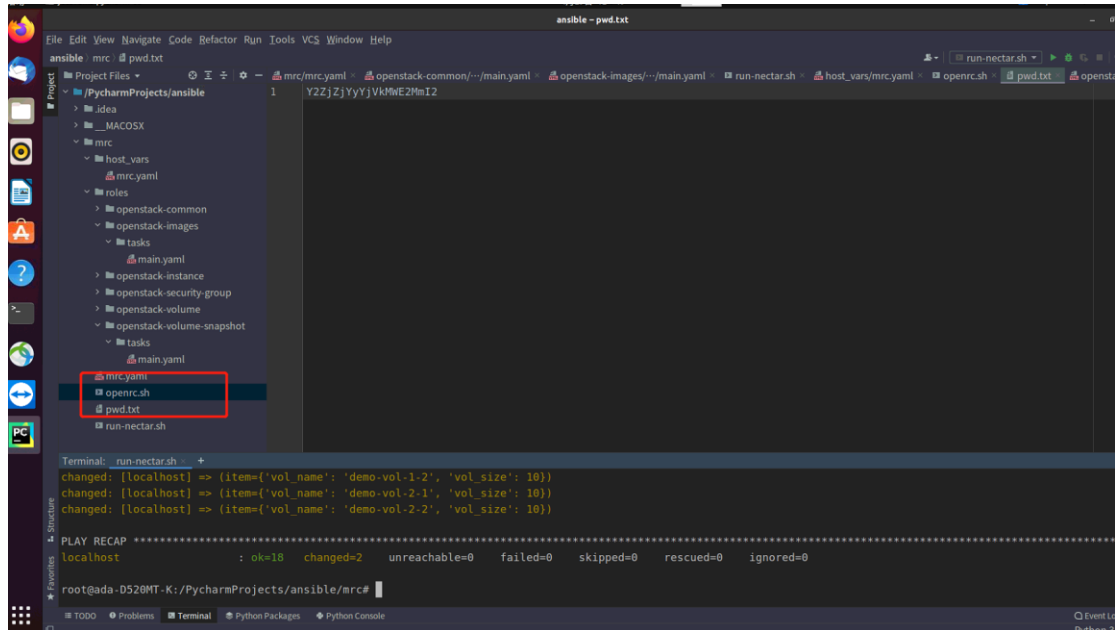 ansible – pwd.txt
File Edit View Navigate Code Refactor Run Tools VCS Window Help
ansible mrc pwd.txt
run-nectar.sh
Project Files
mrc/mrc.yaml
openstack-common/···/main.yaml
openstack-images/···/main.yaml
run-nectar.sh
host_vars/mrc.yaml
openrc.sh
pwd.txt
Project
/PycharmProjects/ansible
1 Y2ZjZjYyYjVkMWE2MmI2
.idea
__MACOSX
mrc
host_vars
mrc.yaml
roles
openstack-common
openstack-images
tasks
main.yaml
openstack-instance
openstack-security-group
openstack-volume
openstack-volume-snapshot
tasks
main.yaml
mrc.yaml
openrc.sh
pwd.txt
run-nectar.sh
PC
Terminal: run-nectar.sh +
changed: [localhost] => (item={'vol_name': 'demo-vol-1-2', 'vol_size': 10})
changed: [localhost] => (item={'vol_name': 'demo-vol-2-1', 'vol_size': 10})
changed: [localhost] => (item={'vol_name': 'demo-vol-2-2', 'vol_size': 10})
Structure
PLAY RECAP
localhost : ok=18 changed=2 unreachable=0 failed=0 skipped=0 rescued=0 ignored=0
Favorites
root@ada-D520MT-K:/PycharmProjects/ansible/mrc#
TODO Problems Terminal Python Packages Python Console